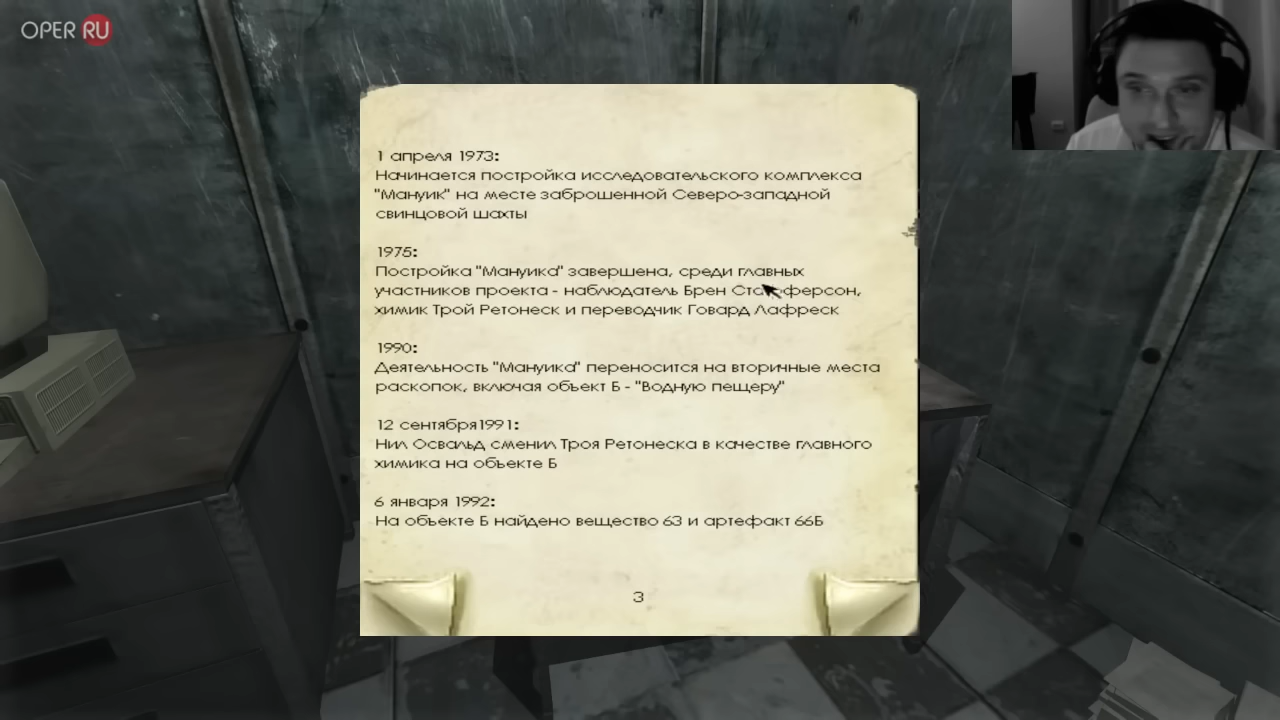 OPER RU
1 апреля 1973:
Начинается постройка исследовательского комплекса
"Мануик" на месте заброшенной Северо-западной
свинцовой шахты
1975:
Постройка "Мануика" завершена, среди главных
участников проекта - наблюдатель Брен
химик Трой Ретонеск и переводчик Говард Лафреск
1990:
Деятельность "Мануика" переносится на вторичные места
раскопок, включая объект Б - "Водную пещеру"
12 сентября1991:
Нил Освальд сменил Троя Ретонеска в качестве главного
химика на объекте Б
6 января 1992:
На объекте Б найдено вещество 63 и артефакт 66Б
3